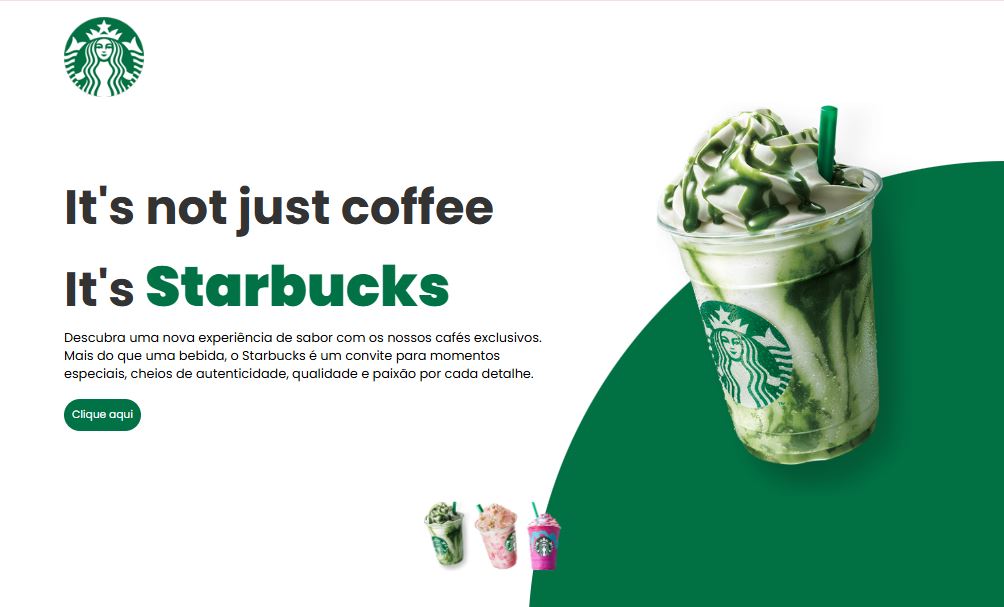 It's not just coffee
It's Starbucks
Descubra uma nova experiência de sabor com os nossos cafés exclusivos.
Mais do que uma bebida, o Starbucks é um convite para momentos
especiais, cheios de autenticidade, qualidade e paixão por cada detalhe.
Clique aqui